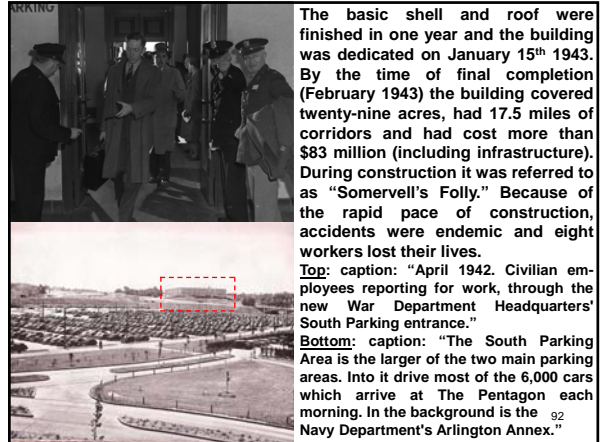 ARKING
The basic shell and roof were
finished in one year and the building
was dedicated on January 15th 1943.
By the time of final completion
(February 1943) the building covered
twenty-nine acres, had 17.5 miles of
corridors and had cost more than
$83 million (including infrastructure).
During construction it was referred to
as “Somervell’s Folly.” Because of
the rapid pace of construction,
accidents were endemic and eight
workers lost their lives.
Top: caption: “April 1942. Civilian em-
ployees reporting for work, through the
new War Department Headquarters'
South Parking entrance.”
Bottom: caption: “The South Parking
Area is the larger of the two main parking
areas. Into it drive most of the 6,000 cars
which arrive at The Pentagon each
morning. In the background is the
Navy Department's Arlington Annex.”
92